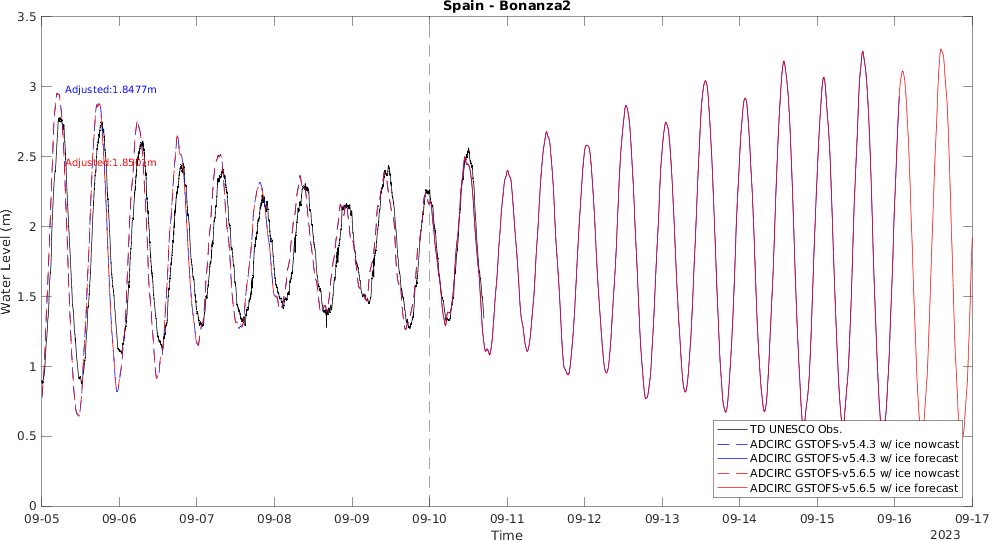 Spain - Bonanza2
3.5
3
2.5
2
1.5
1
0.5
0
Water Level (m)
Adjusted:1.8477m
TD UNESCO Obs.
ADCIRC GSTOFS-v5.4.3 w/ ice nowcast
ADCIRC GSTOFS-v5.4.3 w/ ice forecast
ADCIRC GSTOFS-v5.6.5 w/ ice nowcast
ADCIRC GSTOFS-v5.6.5 w/ ice forecast
09-05 09-06 09-07 09-08 09-09 09-10 09-11 09-12 09-13 09-14 09-15 09-16 09-17
Time
2023